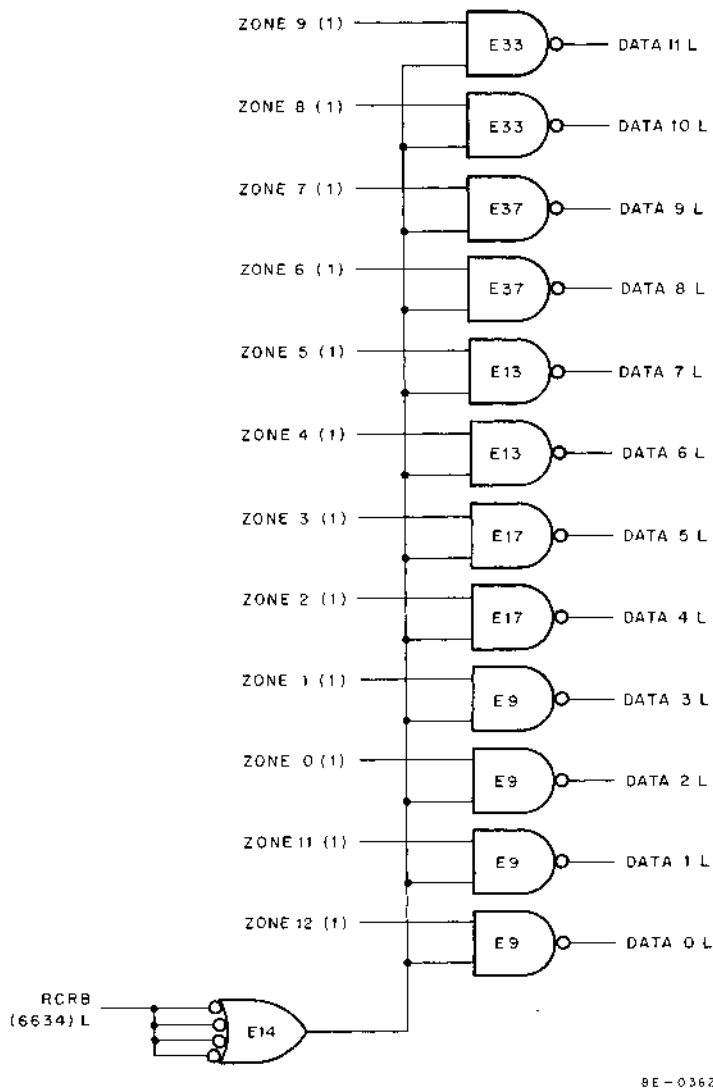 ZONE 9 (1) E33 DATA 11 L
ZONE 8 (1) E33 DATA 10 L
ZONE 7 (1) E37 DATA 9 L
ZONE 6 (1) E37 DATA 8 L
ZONE 5 (1) E13 DATA 7 L
ZONE 4 (1) E13 DATA 6 L
ZONE 3 (1) E17 DATA 5 L
ZONE 2 (1) E17 DATA 4 L
ZONE 1 (1) E9 DATA 3 L
ZONE 0 (1) E9 DATA 2 L
ZONE 11 (1) E9 DATA 1 L
ZONE 12 (1) E9 DATA 0 L
RCRB
(6634) L E14
8E-0362